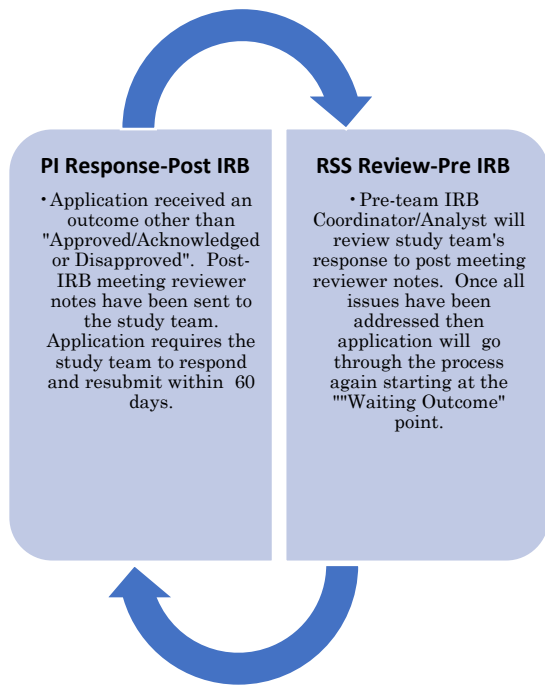 PI Response-Post IRB
• Application received an
outcome other than
"Approved/Acknowledged
or Disapproved". Post-
IRB meeting reviewer
notes have been sent to
the study team.
Application requires the
study team to respond
and resubmit within 60
days.
RSS Review-Pre IRB
• Pre-team IRB
Coordinator/Analyst will
review study team's
response to post meeting
reviewer notes. Once all
issues have been
addressed then
application will go
through the process
again starting at the
""Waiting Outcome"
point.